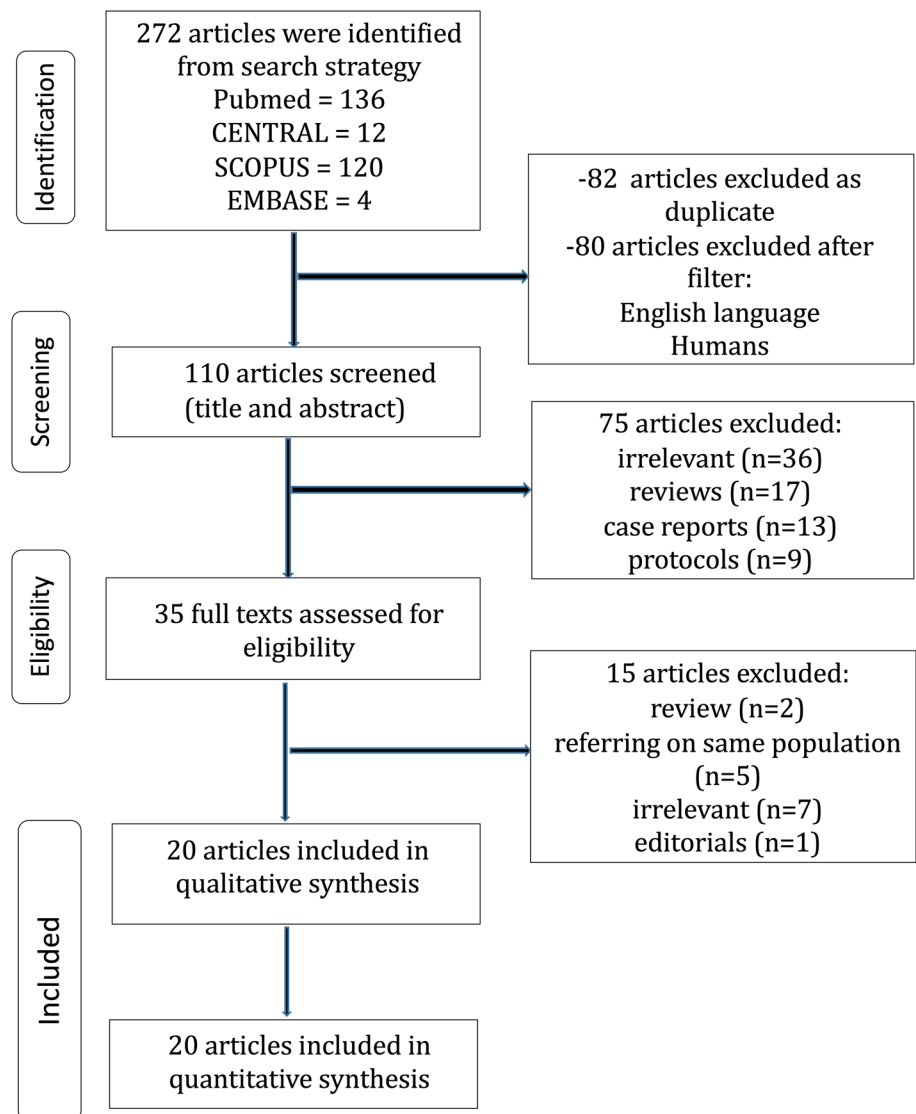 Identification
272 articles were identified
from search strategy
Pubmed = 136
CENTRAL = 12
SCOPUS = 120
EMBASE = 4
-82 articles excluded as
duplicate
-80 articles excluded after
filter:
English language
Humans
Screening
110 articles screened
(title and abstract)
75 articles excluded:
irrelevant (n=36)
reviews (n=17)
case reports (n=13)
protocols (n=9)
Eligibility
35 full texts assessed for
eligibility
15 articles excluded:
review (n=2)
referring on same population
(n=5)
irrelevant (n=7)
editorials (n=1)
Included
20 articles included in
qualitative synthesis
20 articles included in
quantitative synthesis